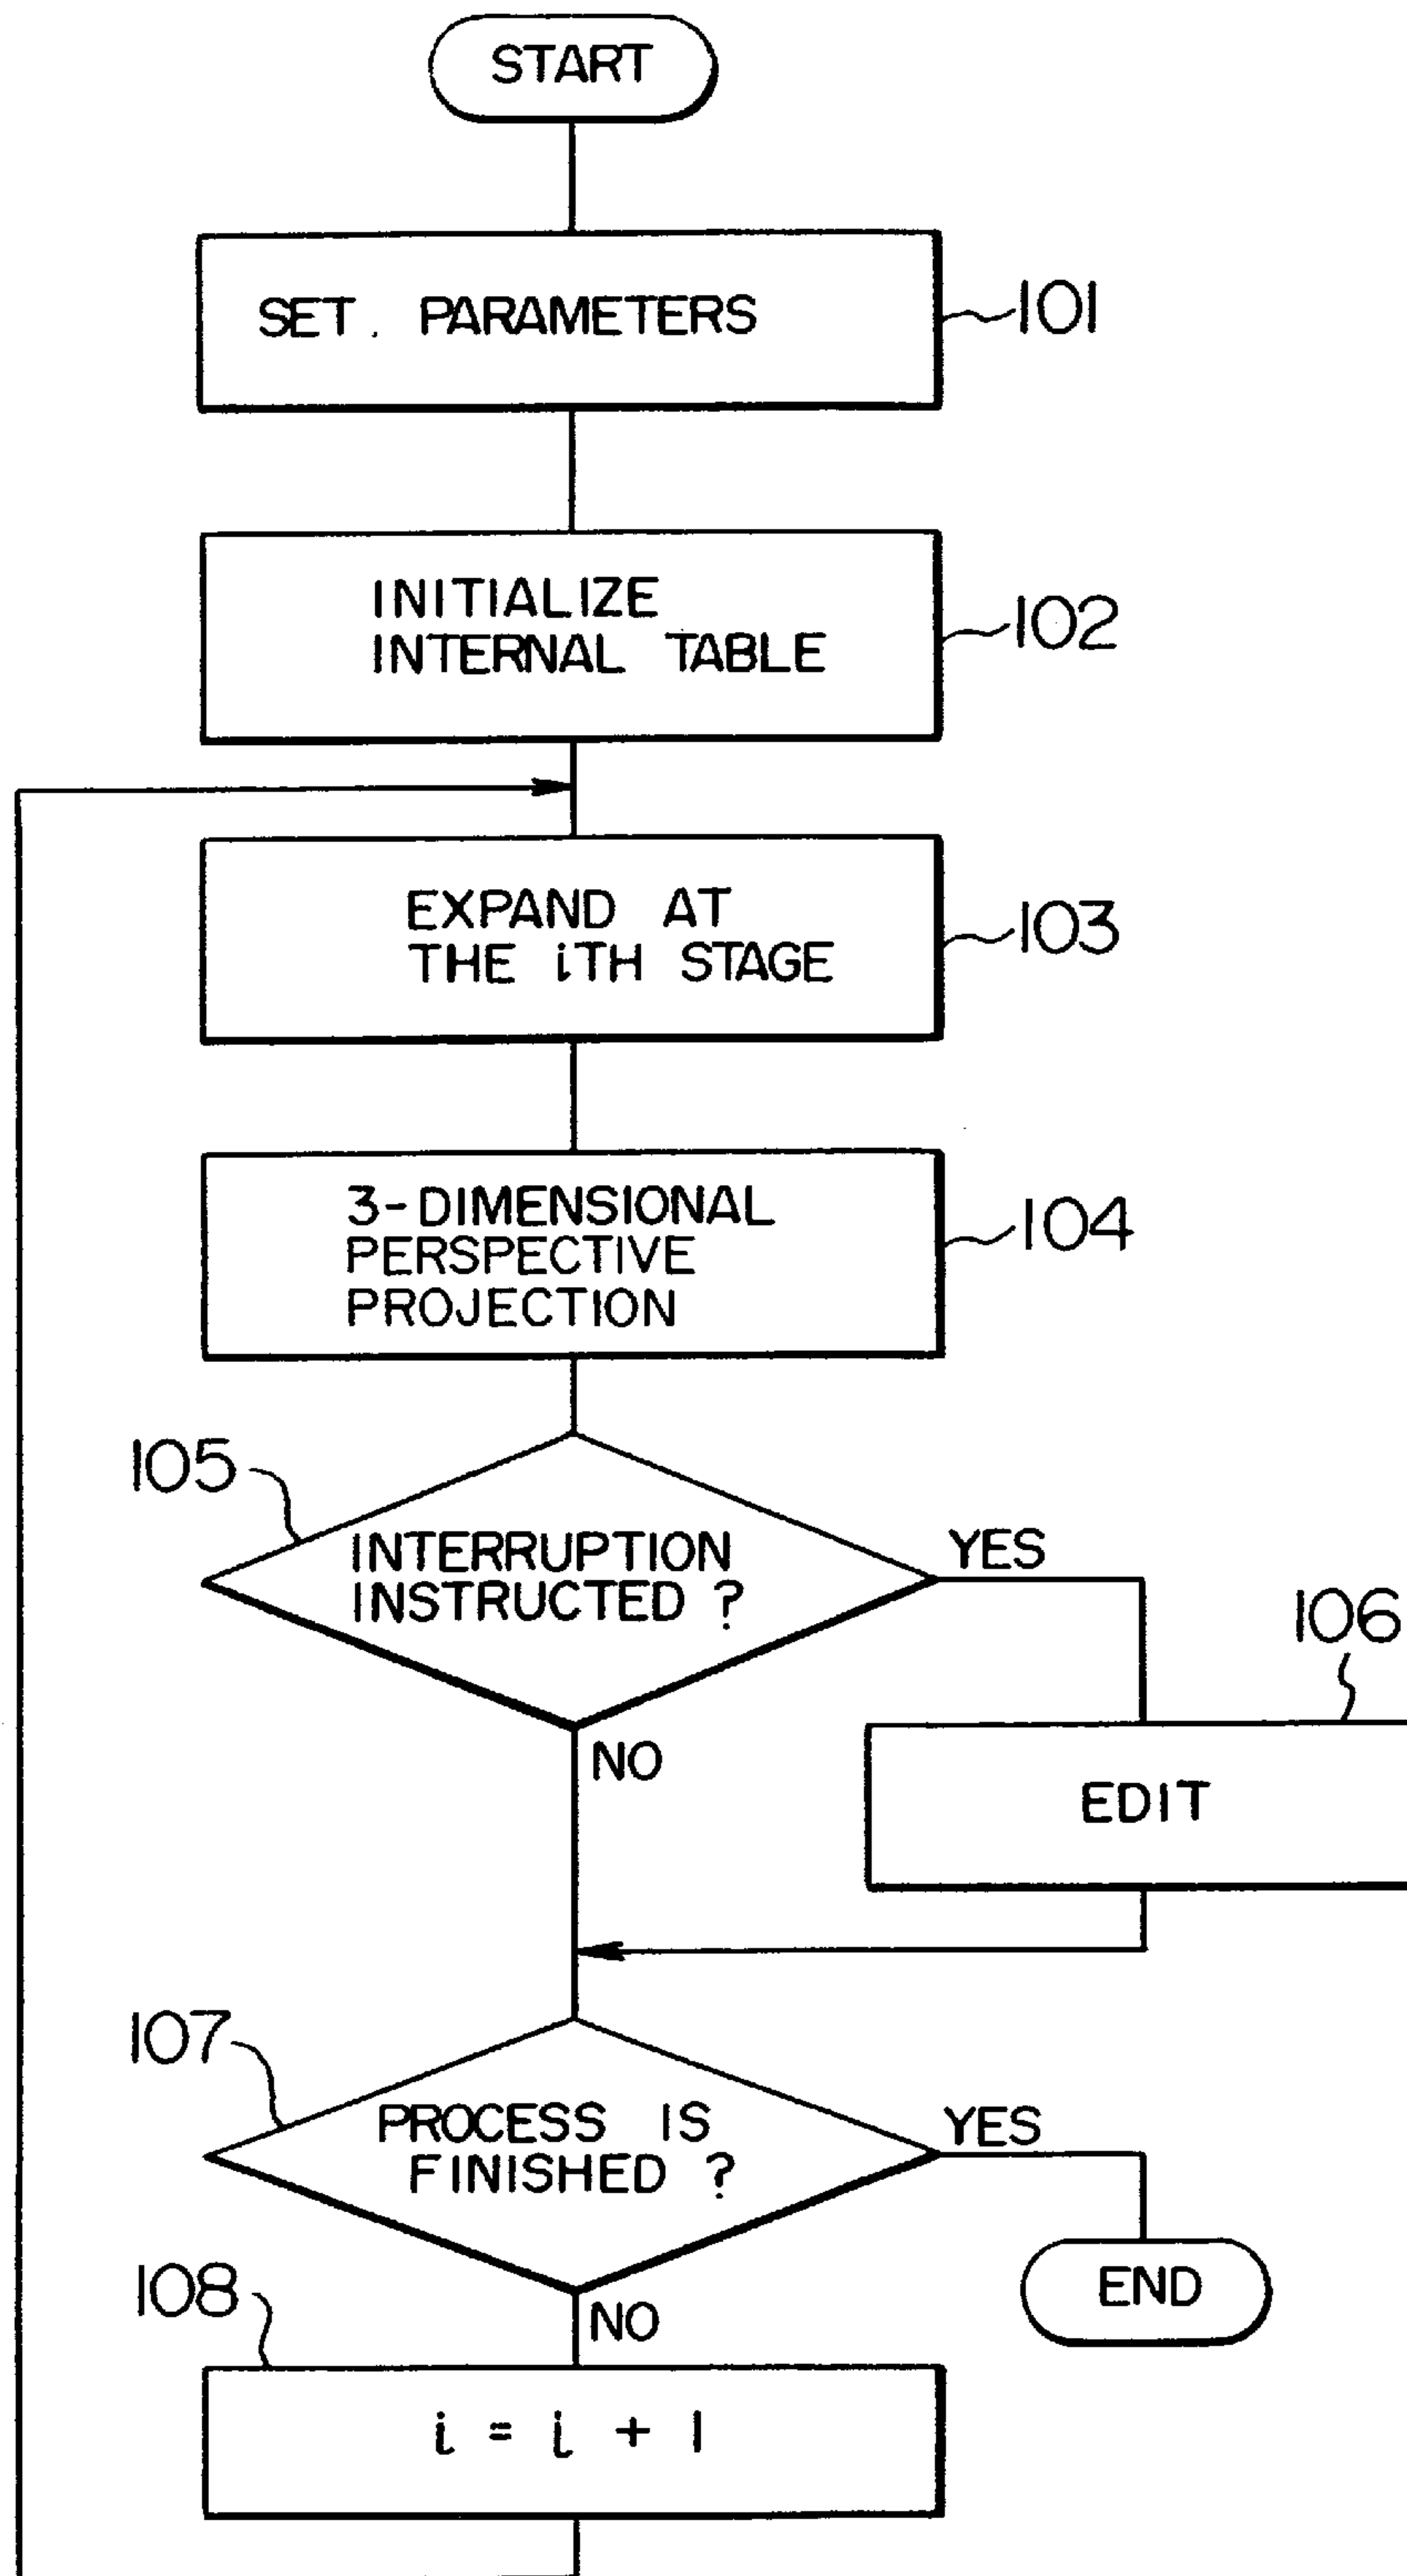 START
SET. PARAMETERS
101
INITIALIZE
INTERNAL TABLE
102
EXPAND AT
THE iTH STAGE
103
3-DIMENSIONAL
PERSPECTIVE
PROJECTION
104
105
INTERRUPTION
INSTRUCTED ?
YES
106
NO
EDIT
107
PROCESS IS
FINISHED ?
YES
END
108
NO
i = i + 1